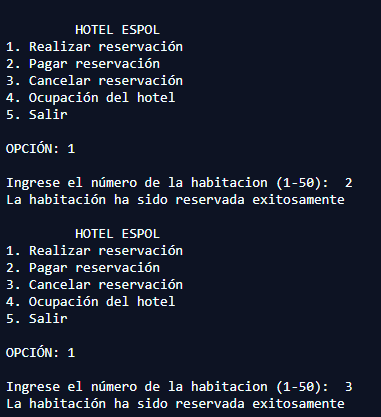 HOTEL ESPOL
1. Realizar reservación
2. Pagar reservación
3. Cancelar reservación
4. Ocupación del hotel
5. Salir
OPCIÓN: 1
Ingrese el número de la habitacion (1-50):  2
La habitación ha sido reservada exitosamente
HOTEL ESPOL
1. Realizar reservación
2. Pagar reservación
3. Cancelar reservación
4. Ocupación del hotel
5. Salir
OPCIÓN: 1
Ingrese el número de la habitacion (1-50):  3
La habitación ha sido reservada exitosamente